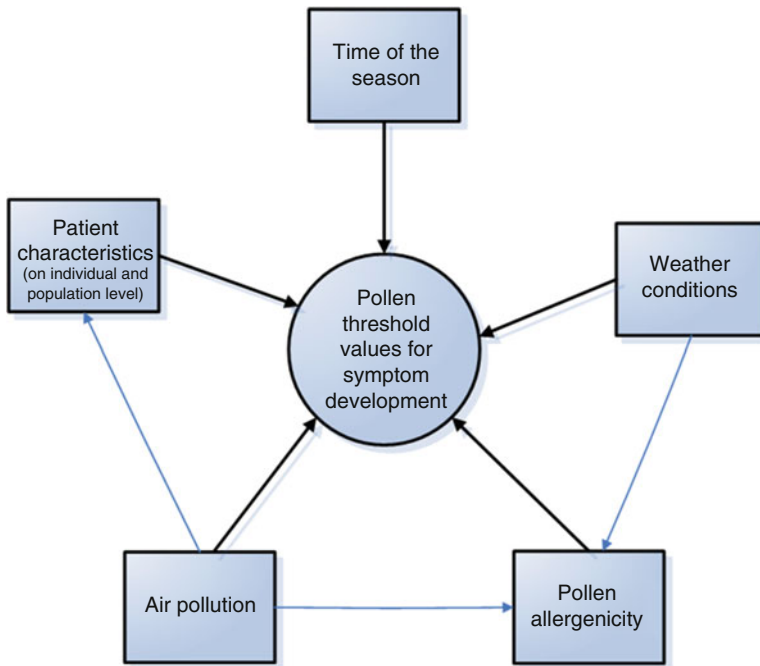 Time of the
season
Patient
characteristics
(on individual and
population level)
Weather
conditions
Pollen
threshold
values for
symptom
development
Air pollution
Pollen
allergenicity